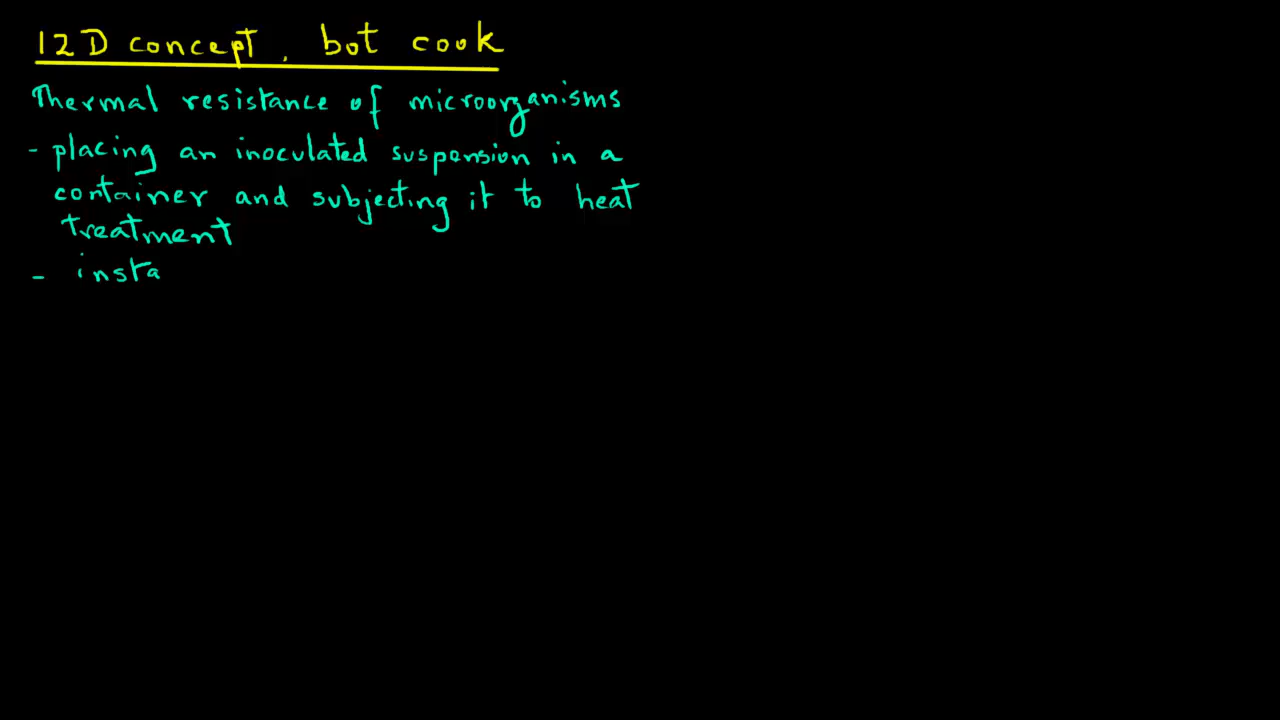 12D concept, bot cook
Thermal resistance of microorganisms
- placing an inoculated suspension in a
container and subjecting it to heat
treatment
- insta